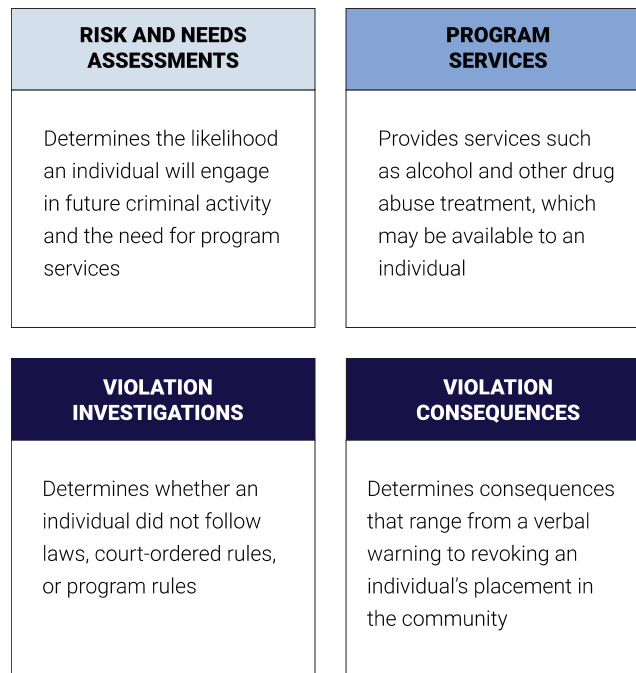 RISK AND NEEDS
ASSESSMENTS
Determines the likelihood
an individual will engage
in future criminal activity
and the need for program
services
PROGRAM
SERVICES
Provides services such
as alcohol and other drug
abuse treatment, which
may be available to an
individual
VIOLATION
INVESTIGATIONS
Determines whether an
individual did not follow
laws, court-ordered rules,
or program rules
VIOLATION
CONSEQUENCES
Determines consequences
that range from a verbal
warning to revoking an
individual’s placement in
the community